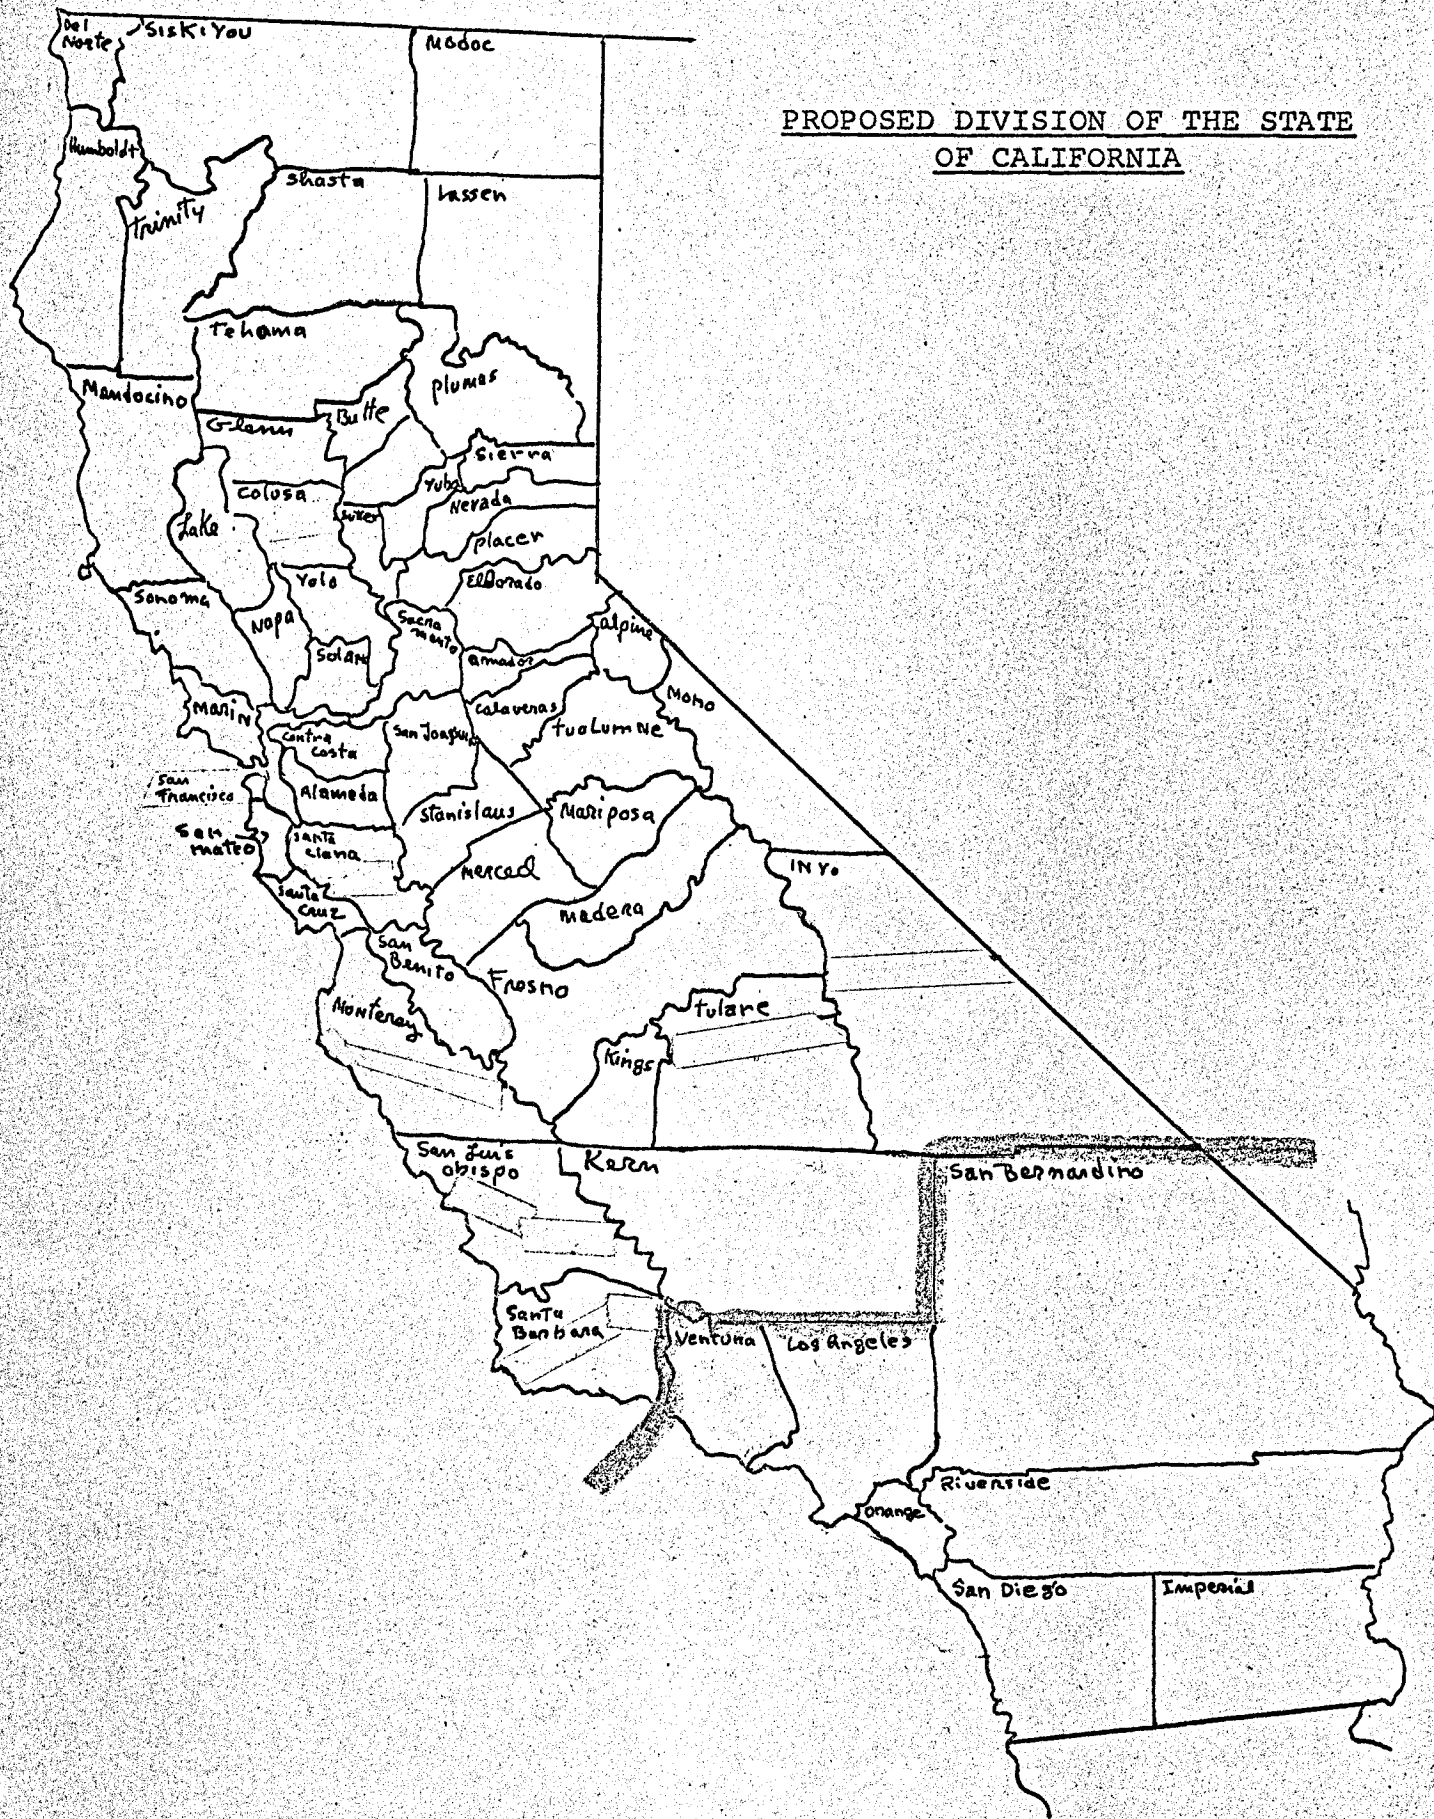 PROPOSED DIVISION OF THE STATE
OF CALIFORNIA
Del
Norte
Siskiyou
Modoc
Humboldt
Trinity
Shasta
Lassen
Tehama
Plumas
Mendocino
Glenn
Butte
Sierra
Yuba
Colusa
Nevada
Lake
Sutter
Placer
Yolo
ElDorado
Sonoma
Napa
Sacra
mento
Alpine
Solano
Amador
Marin
Calaveras
Mono
Contra
Costa
San Joaquin
Tuolumne
San
Francisco
Alameda
Stanislaus
Mariposa
San
mateo
Santa
Clara
Merced
INYo
Santa
Cruz
Madera
San
Benito
Fresno
Monterey
Tulare
Kings
San Luis
obispo
Kern
San Bernardino
Santa
Barbara
Ventura
Los Angeles
Riverside
Orange
San Diego
Imperial